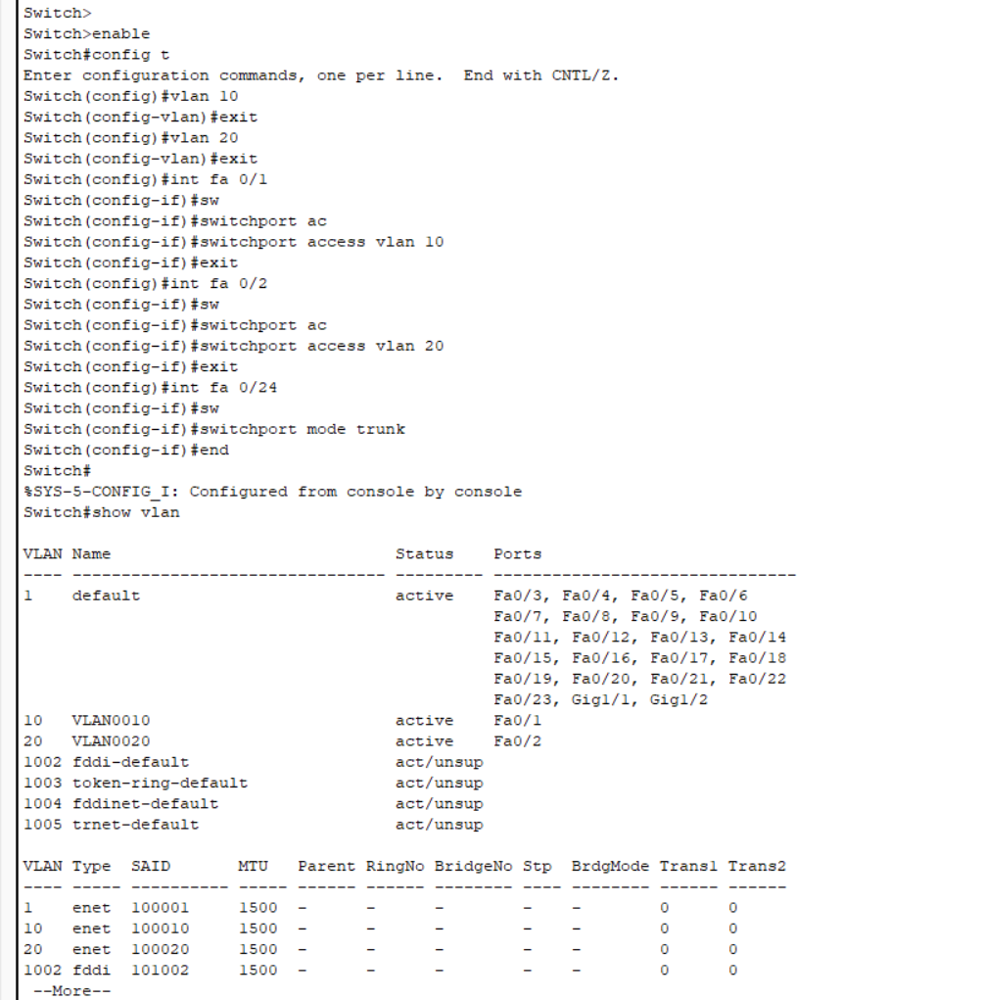 Switch>
Switch>enable
Switch#config t
Enter configuration commands, one per line.  End with CNTL/Z.
Switch(config)#vlan 10
Switch(config-vlan)#exit
Switch(config)#vlan 20
Switch(config-vlan)#exit
Switch(config)#int fa 0/1
Switch(config-if)#sw
Switch(config-if)#switchport ac
Switch(config-if)#switchport access vlan 10
Switch(config-if)#exit
Switch(config)#int fa 0/2
Switch(config-if)#sw
Switch(config-if)#switchport ac
Switch(config-if)#switchport access vlan 20
Switch(config-if)#exit
Switch(config)#int fa 0/24
Switch(config-if)#sw
Switch(config-if)#switchport mode trunk
Switch(config-if)#end
Switch#
%SYS-5-CONFIG_I: Configured from console by console
Switch#show vlan

VLAN Name                             Status    Ports
---- -------------------------------- --------- -------------------------------
1    default                          active    Fa0/3, Fa0/4, Fa0/5, Fa0/6
                                                Fa0/7, Fa0/8, Fa0/9, Fa0/10
                                                Fa0/11, Fa0/12, Fa0/13, Fa0/14
                                                Fa0/15, Fa0/16, Fa0/17, Fa0/18
                                                Fa0/19, Fa0/20, Fa0/21, Fa0/22
                                                Fa0/23, Gig1/1, Gig1/2
10   VLAN0010                         active    Fa0/1
20   VLAN0020                         active    Fa0/2
1002 fddi-default                     act/unsup
1003 token-ring-default               act/unsup
1004 fddinet-default                  act/unsup
1005 trnet-default                    act/unsup

VLAN Type  SAID       MTU   Parent RingNo BridgeNo Stp  BrdgMode Trans1 Trans2
---- ----- ---------- ----- ------ ------ -------- ---- -------- ------ ------
1    enet  100001     1500  -      -      -        -    -        0      0
10   enet  100010     1500  -      -      -        -    -        0      0
20   enet  100020     1500  -      -      -        -    -        0      0
1002 fddi  101002     1500  -      -      -        -    -        0      0
 --More--